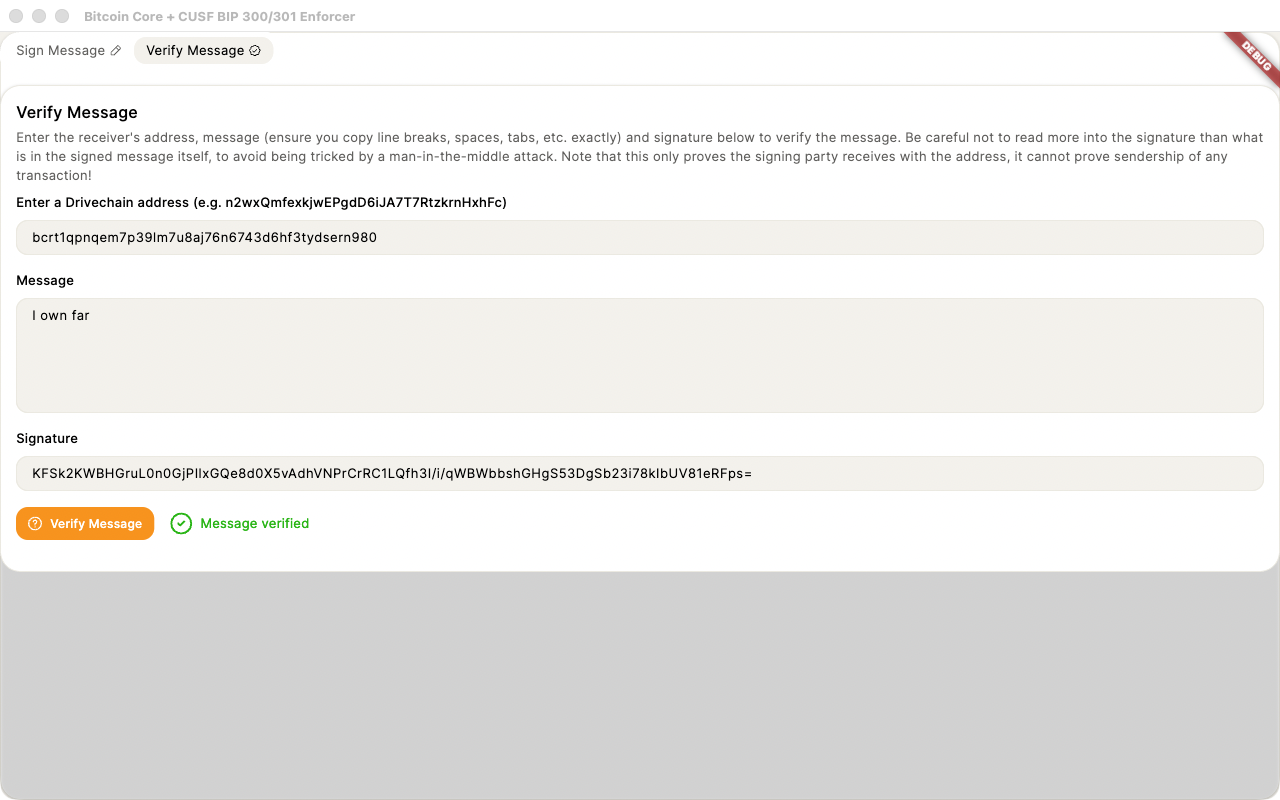 Bitcoin Core + CUSF BIP 300/301 Enforcer
Sign Message
Verify Message
DEBUG
Verify Message
Enter the receiver's address, message (ensure you copy line breaks, spaces, tabs, etc. exactly) and signature below to verify the message. Be careful not to read more into the signature than what
is in the signed message itself, to avoid being tricked by a man-in-the-middle attack. Note that this only proves the signing party receives with the address, it cannot prove sendership of any
transaction!
Enter a Drivechain address (e.g. n2wxQmfexkjwEPgdD6iJA7T7RtzkrnHxhFc)
bcrt1qpnqem7p39lm7u8aj76n6743d6hf3tydsern980
Message
I own far
Signature
KFSk2KWBHGruL0n0GjPIlxGQe8d0X5vAdhVNPrCrRC1LQfh3I/i/qWBWbbshGHgS53DgSb23i78kIbUV81eRFps=
Verify Message
Message verified